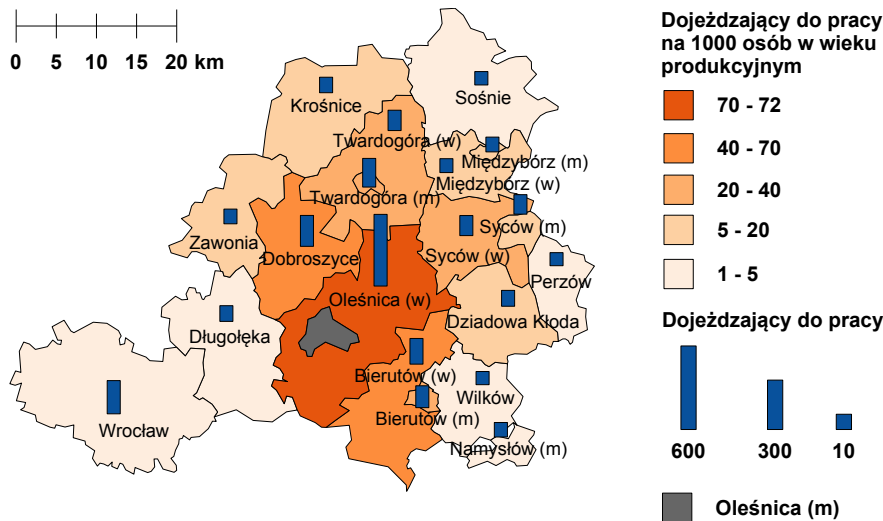 0 5 10 15 20 km
Krośnice
Sośnie
Twardogóra (w)
Międzybórz (m)
Międzybórz (w)
Twardogóra (m)
Zawonia
Dobroszyce
Syców (m)
Syców (w)
Perzów
Oleśnica (w)
Długołęka
Dziadowa Kłoda
Bierutów (w)
Wilków
Bierutów (m)
Wrocław
Namysłów (m)
Dojeżdzający do pracy
na 1000 osób w wieku
produkcyjnym
70 - 72
40 - 70
20 - 40
5 - 20
1 - 5
Dojeżdzający do pracy
600 300 10
Oleśnica (m)